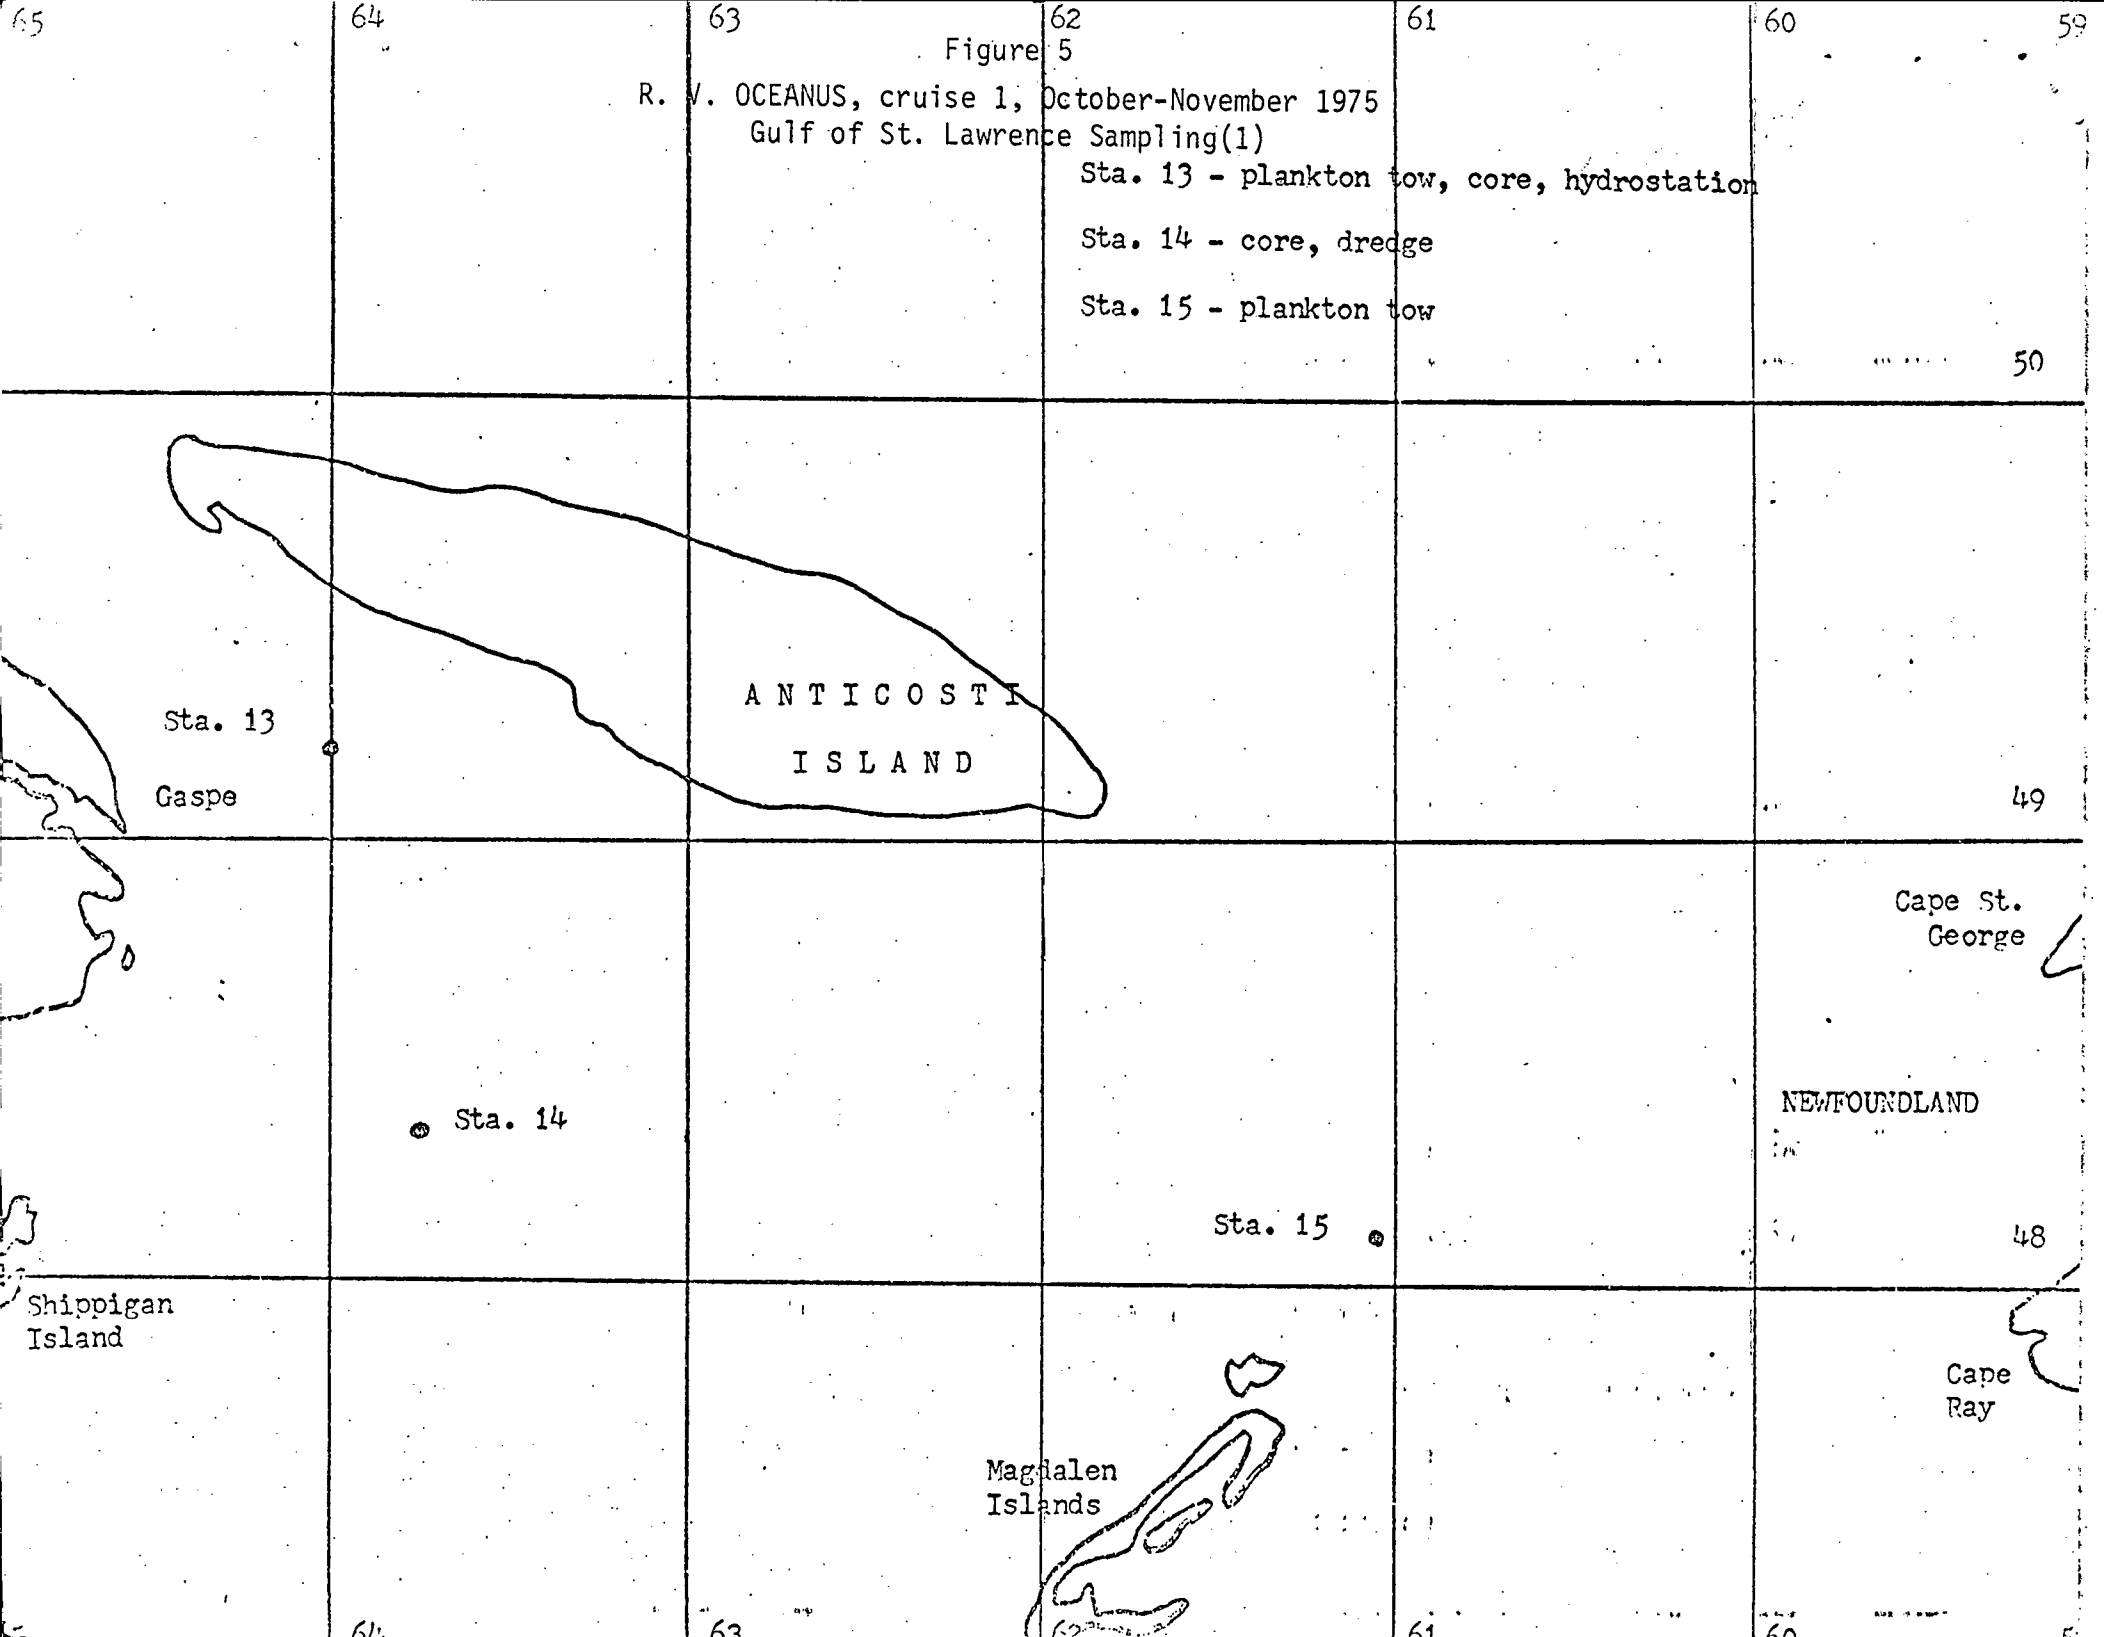 65 64 63 62 61 60 59
Figure 5
R. V. OCEANUS, cruise 1, October-November 1975
Gulf of St. Lawrence Sampling(1)
Sta. 13 - plankton tow, core, hydrostation
Sta. 14 - core, dredge
Sta. 15 - plankton tow
50
ANTICOSTI
ISLAND
Sta. 13
Gaspe
49
Cape St.
George
NEWFOUNDLAND
Sta. 14
Sta. 15
48
Shippigan
Island
Cape
Ray
Magdalen
Islands
64 63 62 61 60